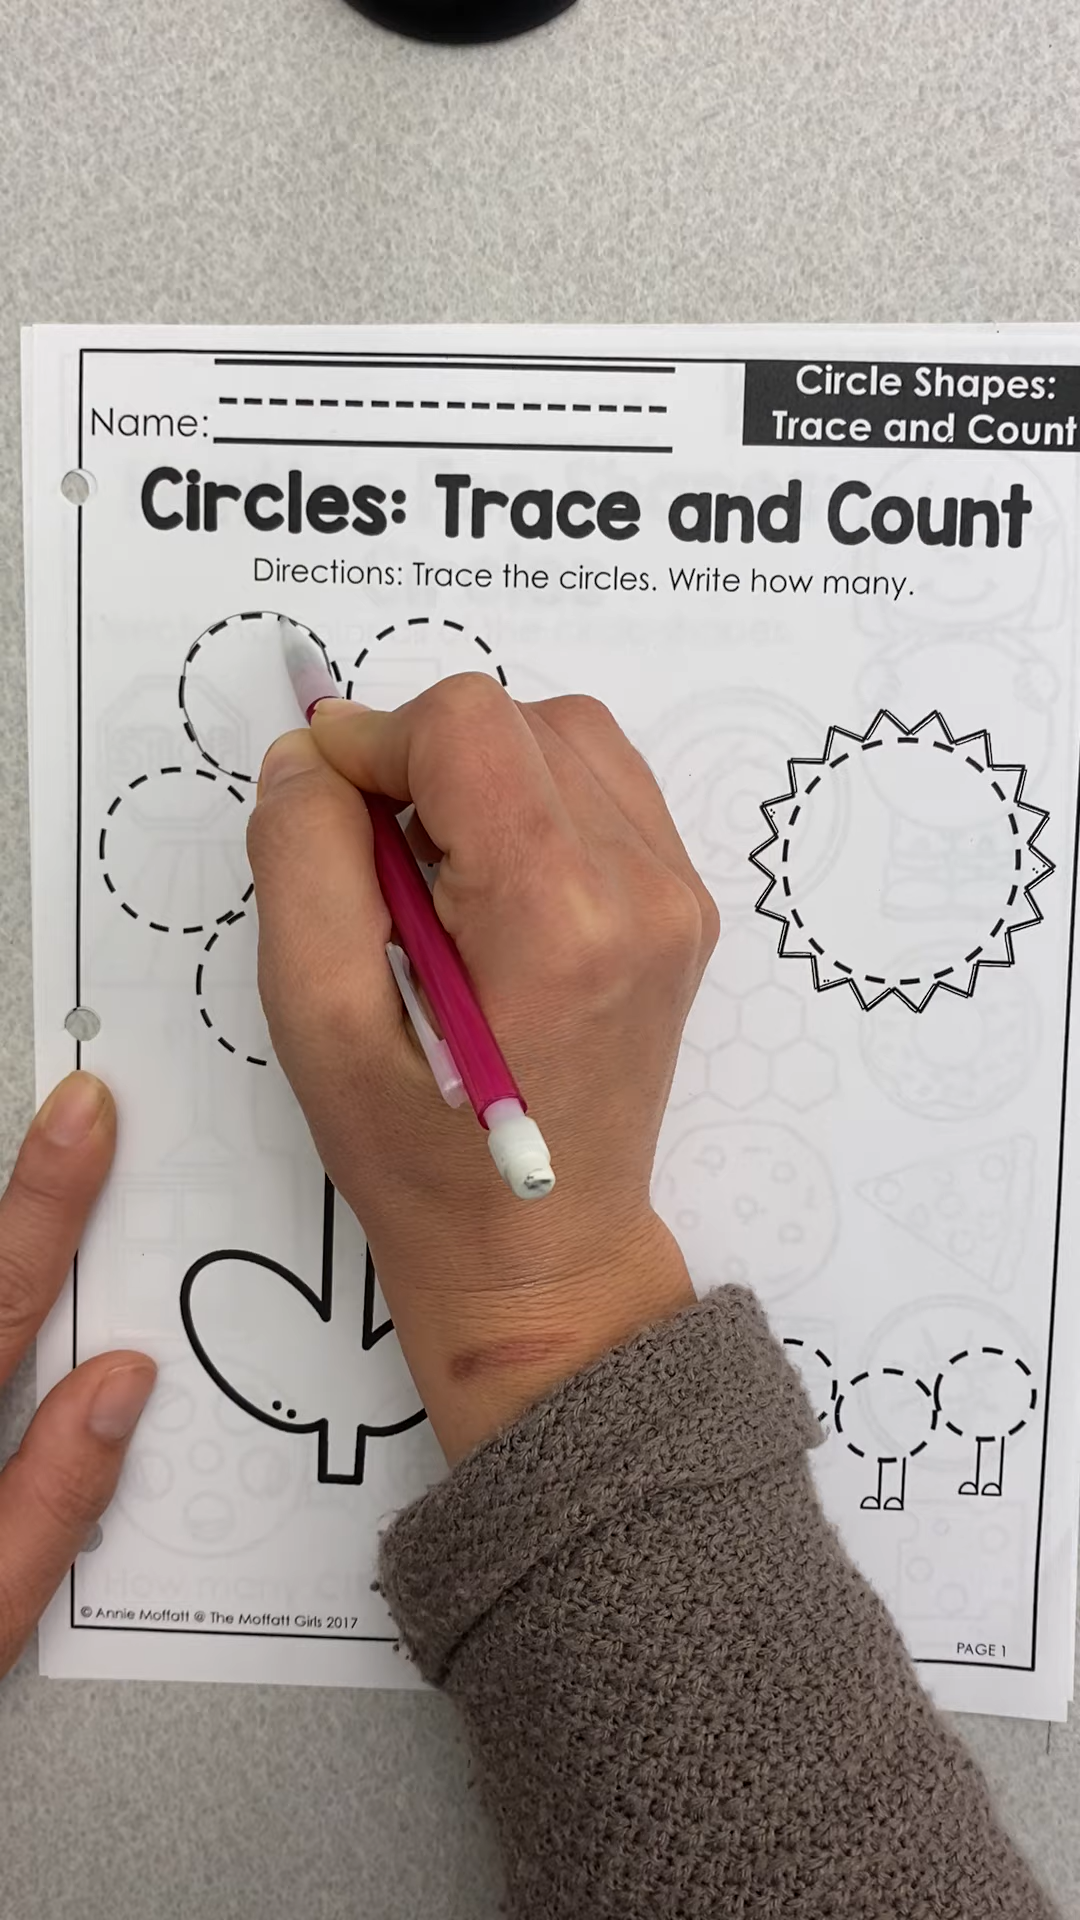 Name:
Circle Shapes:
Trace and Count
Circles: Trace and Count
Directions: Trace the circles. Write how many.
© Annie Moffatt @ The Moffatt Girls 2017
PAGE 1